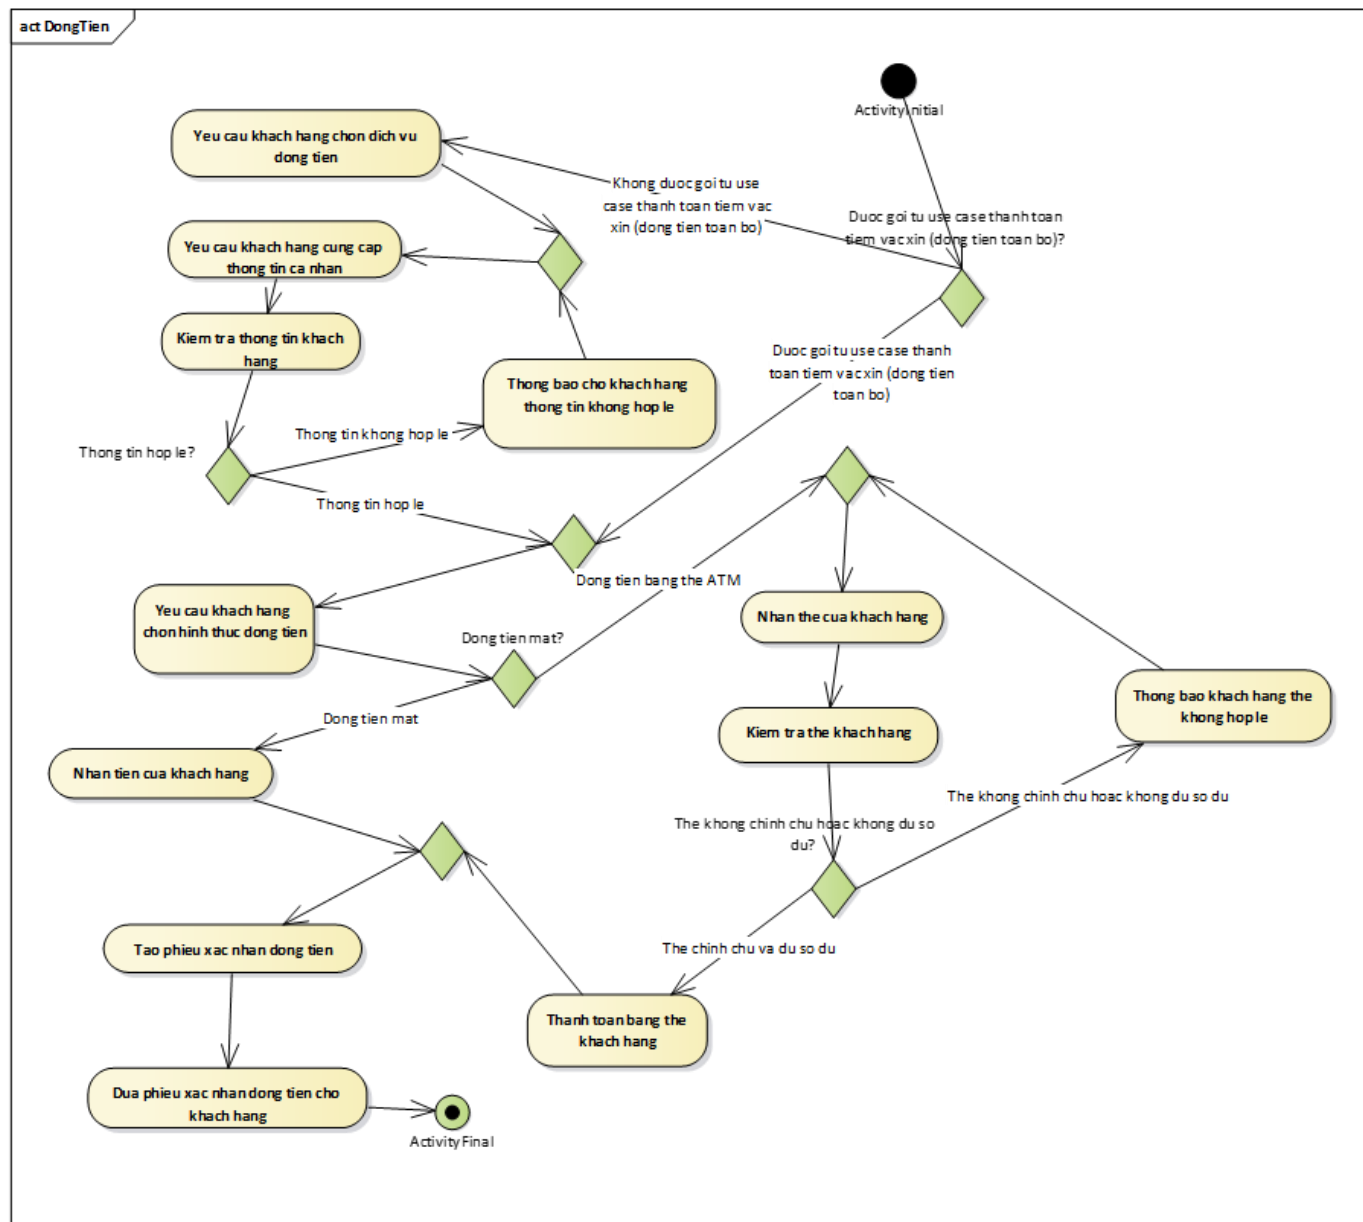 act DongTien
ActivityInitial
Yeu cau khach hang chon dich vu
dong tien
Khong duoc goi tu use
case thanh toan tiem vac
xin (dong tien toan bo)
Duoc goi tu use case thanh toan
tiem vac xin (dong tien toan bo)?
Yeu cau khach hang cung cap
thong tin ca nhan
Kiem tra thong tin khach
hang
Duoc goi tu use case thanh
toan tiem vac xin (dong tien
toan bo)
Thong bao cho khach hang
thong tin khong hop le
Thong tin khong hop le
Thong tin hop le?
Thong tin hop le
Dong tien bang the ATM
Yeu cau khach hang
chon hinh thuc dong tien
Nhan the cua khach hang
Dong tien mat?
Thong bao khach hang the
khong hop le
Dong tien mat
Kiem tra the khach hang
Nhan tien cua khach hang
The khong chinh chu hoac khong du so du
The khong chinh chu hoac khong du so
du?
Tao phieu xac nhan dong tien
The chinh chu va du so du
Thanh toan bang the
khach hang
Dua phieu xac nhan dong tien cho
khach hang
ActivityFinal